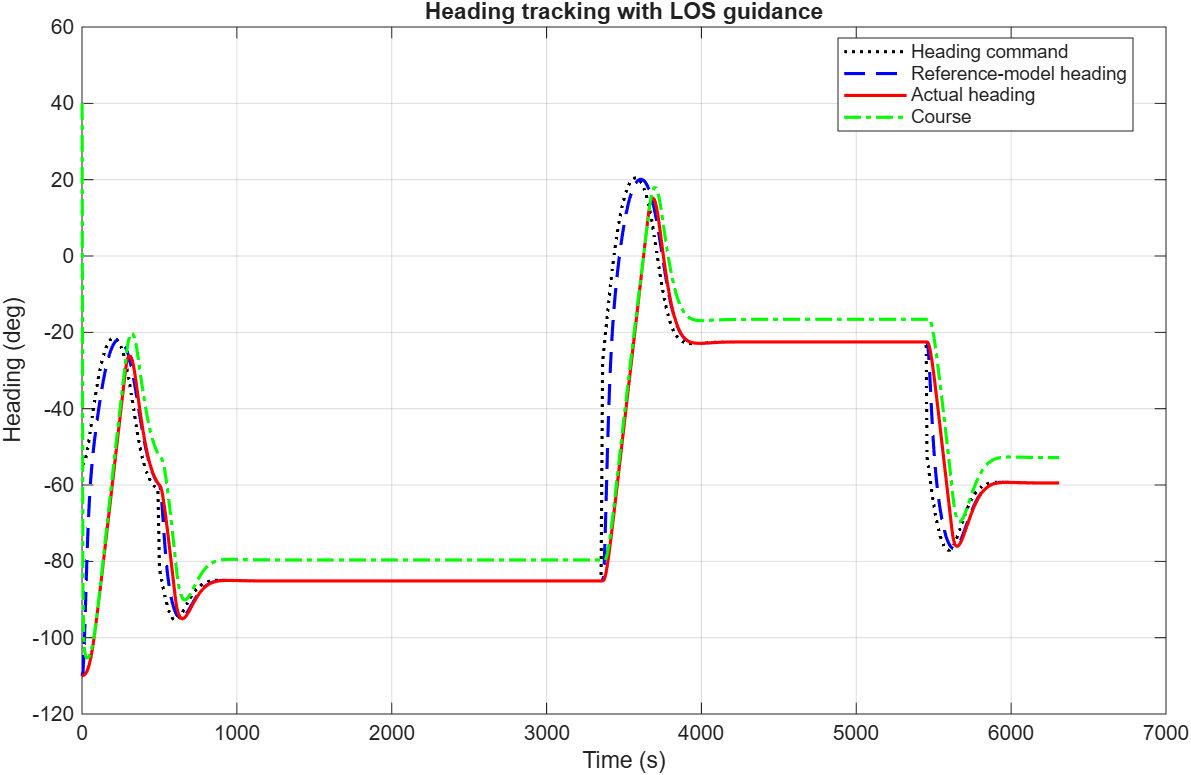 Heading tracking with LOS guidance
Heading command
Reference-model heading
Actual heading
Course
60
40
20
0
-20
-40
-60
-80
-100
-120
Heading (deg)
0 1000 2000 3000 4000 5000 6000 7000
Time (s)